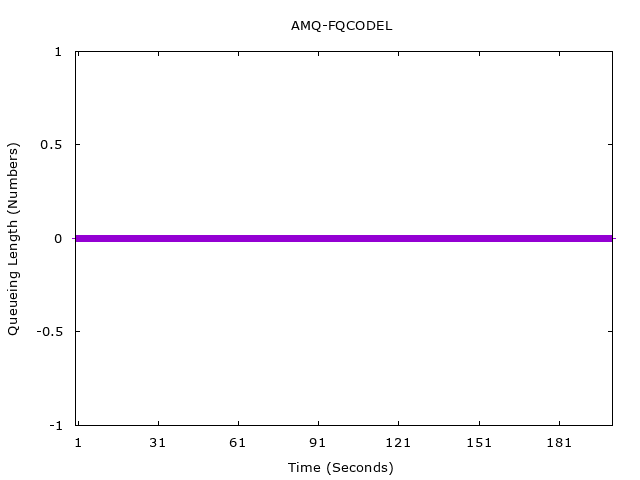 AMQ-FQCODEL
1
0.5
0
-0.5
-1
Queueing Length (Numbers)
1 31 61 91 121 151 181
Time (Seconds)